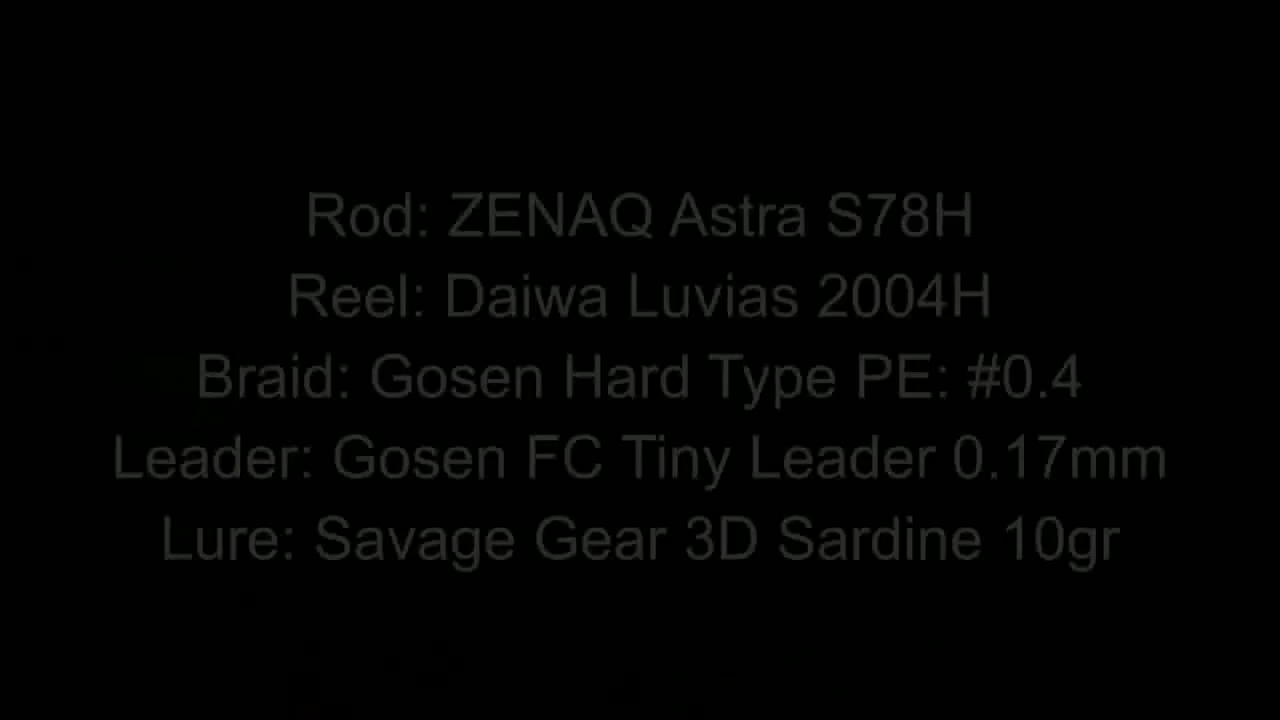 Rod: ZENAQ Astra S78H
Reel: Daiwa Luvias 2004H
Braid: Gosen Hard Type PE: #0.4
Leader: Gosen FC Tiny Leader 0.17mm
Lure: Savage Gear 3D Sardine 10gr